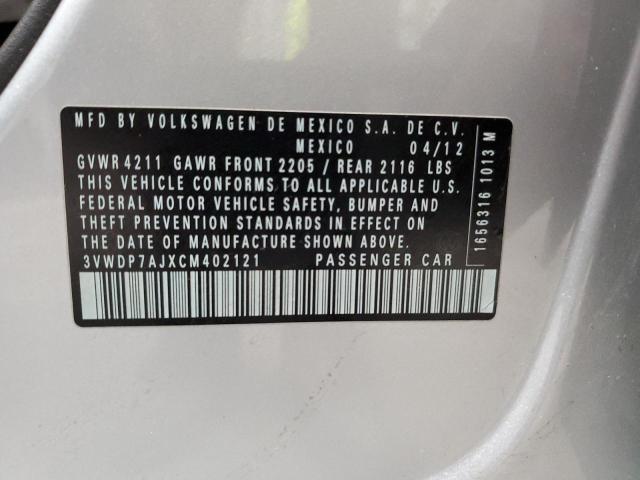 MFD BY VOLKSWAGEN DE MEXICO S.A. DE C.V.
MEXICO 04/12
GVWR 4211 GAWR FRONT 2205 / REAR 2116 LBS
THIS VEHICLE CONFORMS TO ALL APPLICABLE U.S.
FEDERAL MOTOR VEHICLE SAFETY, BUMPER AND
THEFT PREVENTION STANDARDS IN EFFECT ON
THE DATE OF MANUFACTURE SHOWN ABOVE.
3VWDP7AJXCM402121 PASSENGER CAR
1656316 1013 M